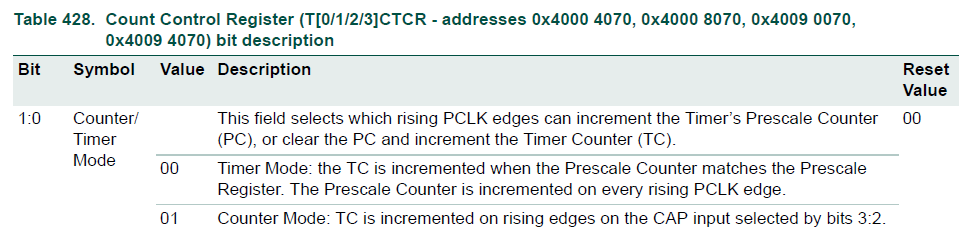 Table 428. Count Control Register (T[0/1/2/3]CTCR - addresses 0x4000 4070, 0x4000 8070, 0x4009 0070,
0x4009 4070) bit description
Bit Symbol Value Description Reset
Value
1:0 Counter/ This field selects which rising PCLK edges can increment the Timer's Prescale Counter 00
Timer (PC), or clear the PC and increment the Timer Counter (TC).
Mode
00 Timer Mode: the TC is incremented when the Prescale Counter matches the Prescale
Register. The Prescale Counter is incremented on every rising PCLK edge.
01 Counter Mode: TC is incremented on rising edges on the CAP input selected by bits 3:2.